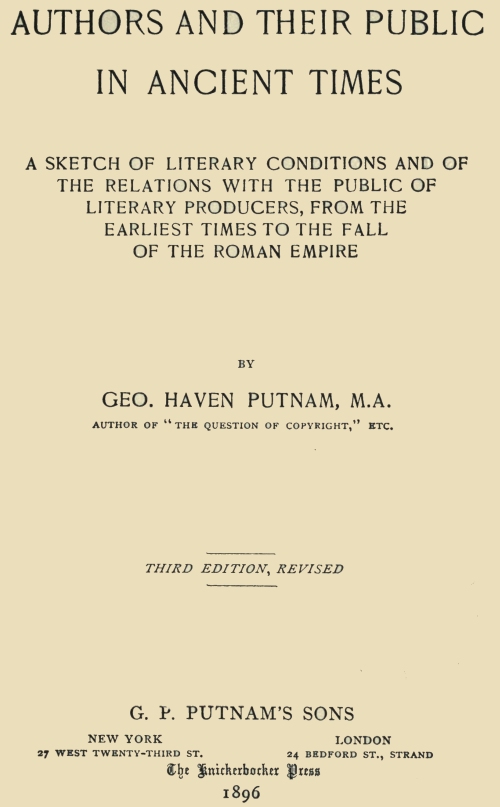 AUTHORS AND THEIR PUBLIC
IN ANCIENT TIMES
A SKETCH OF LITERARY CONDITIONS AND OF
THE RELATIONS WITH THE PUBLIC OF
LITERARY PRODUCERS, FROM THE
EARLIEST TIMES TO THE FALL
OF THE ROMAN EMPIRE
BY
GEO. HAVEN PUTNAM, M.A.
AUTHOR OF "THE QUESTION OF COPYRIGHT," ETC.
THIRD EDITION, REVISED
G. P. PUTNAM'S SONS
NEW YORK LONDON
27 WEST TWENTY-THIRD ST. 24 BEDFORD ST., STRAND
The Knickerbocker Press
1896